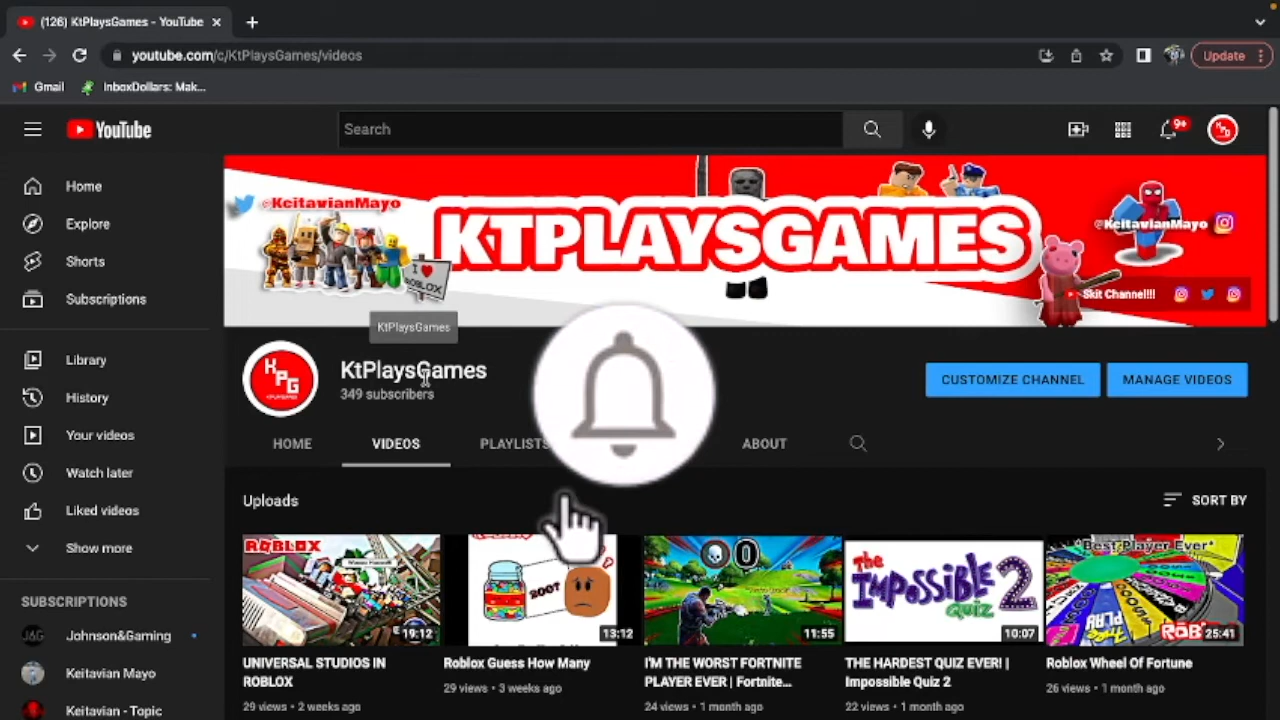 (126) KtPlaysGames - YouTube
youtube.com/c/KtPlaysGames/videos
Update
Gmail
InboxDollars: Mak...
YouTube
Search
9+
Home
Explore
Shorts
Subscriptions
Library
History
Your videos
Watch later
Liked videos
Show more
SUBSCRIPTIONS
Johnson&Gaming
Keitavian Mayo
Keitavian - Topic
@KeitavianMayo
KTPLAYSGAMES
@KeitavianMayo
I ❤ ROBLOX
Skit Channel!!!
KtPlaysGames
KPG
KtPlaysGames
349 subscribers
CUSTOMIZE CHANNEL
MANAGE VIDEOS
HOME
VIDEOS
PLAYLISTS
ABOUT
Uploads
SORT BY
ROBLOX
19:12
UNIVERSAL STUDIOS IN
ROBLOX
29 views • 2 weeks ago
200?
13:12
Roblox Guess How Many
29 views • 3 weeks ago
0
11:55
I'M THE WORST FORTNITE
PLAYER EVER | Fortnite...
24 views • 1 month ago
The
IMPOSSIBLE
QUIZ 2
10:07
THE HARDEST QUIZ EVER! |
Impossible Quiz 2
22 views • 1 month ago
*Best Player Ever*
25:41
Roblox Wheel Of Fortune
26 views • 1 month ago